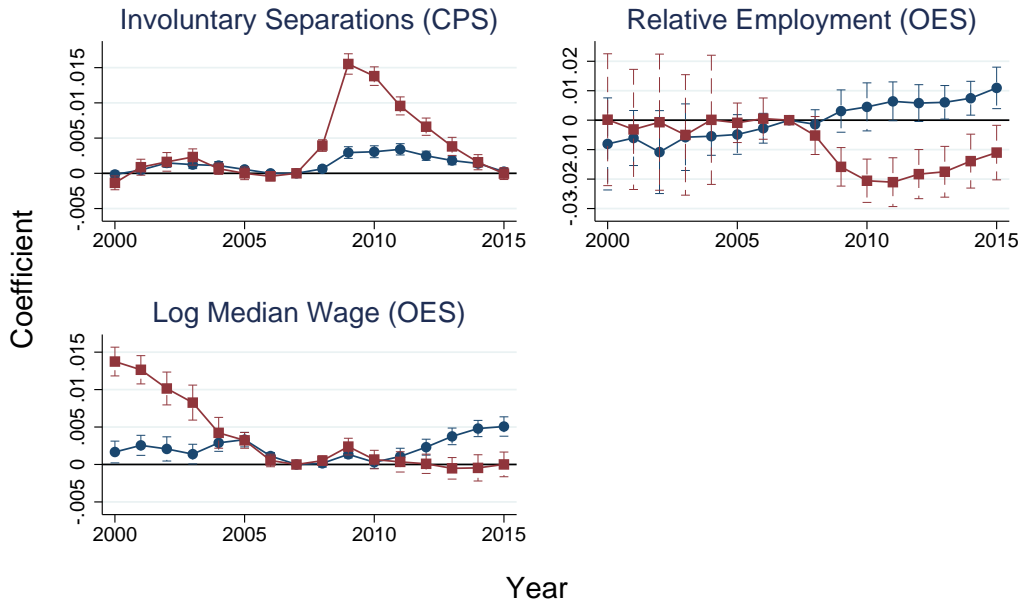 Involuntary Separations (CPS)
-.005 0 .005 .01 .015
2000 2005 2010 2015
Relative Employment (OES)
-.03 -.02 -.01 0 .01 .02
2000 2005 2010 2015
Coefficient
Log Median Wage (OES)
-.005 0 .005 .01 .015
2000 2005 2010 2015
Year